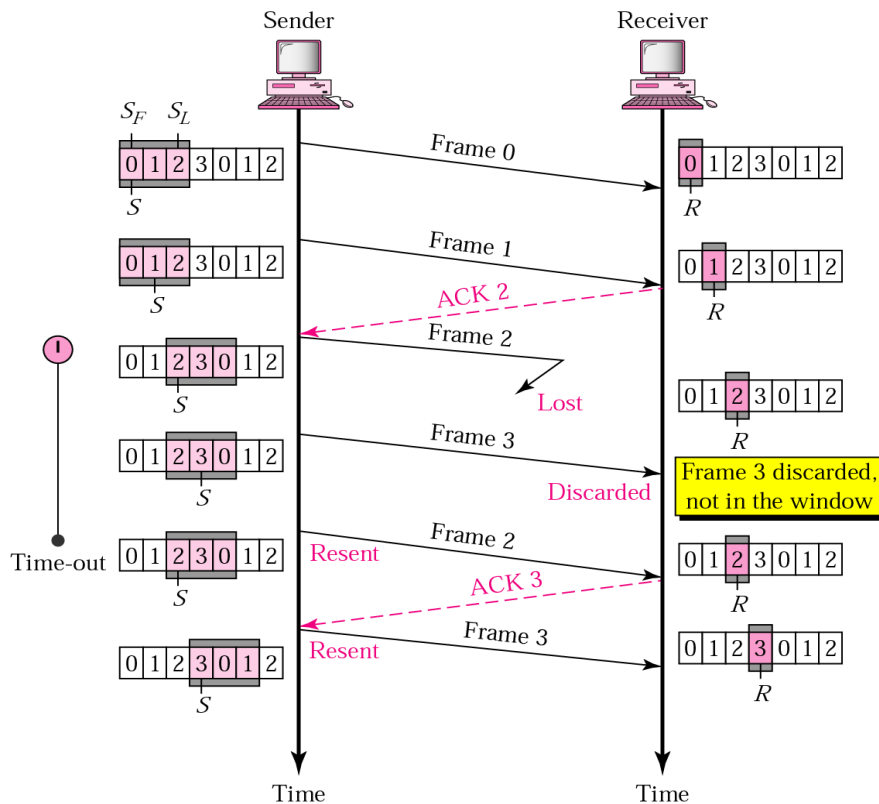 Sender
Receiver
S_F S_L
0 1 2 3 0 1 2
S
Frame 0
0 1 2 3 0 1 2
R
0 1 2 3 0 1 2
S
Frame 1
0 1 2 3 0 1 2
R
ACK 2
0 1 2 3 0 1 2
S
Frame 2
Lost
0 1 2 3 0 1 2
R
0 1 2 3 0 1 2
S
Frame 3
Discarded
Frame 3 discarded,
not in the window
Time-out
0 1 2 3 0 1 2
S
Resent
Frame 2
0 1 2 3 0 1 2
R
ACK 3
0 1 2 3 0 1 2
S
Resent
Frame 3
0 1 2 3 0 1 2
R
Time
Time